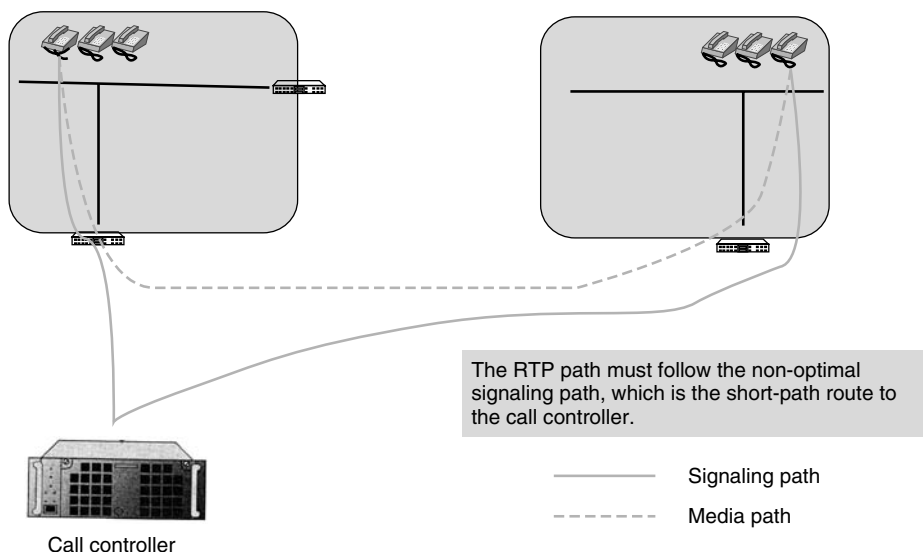 The RTP path must follow the non-optimal
signaling path, which is the short-path route to
the call controller.
Signaling path
Media path
Call controller